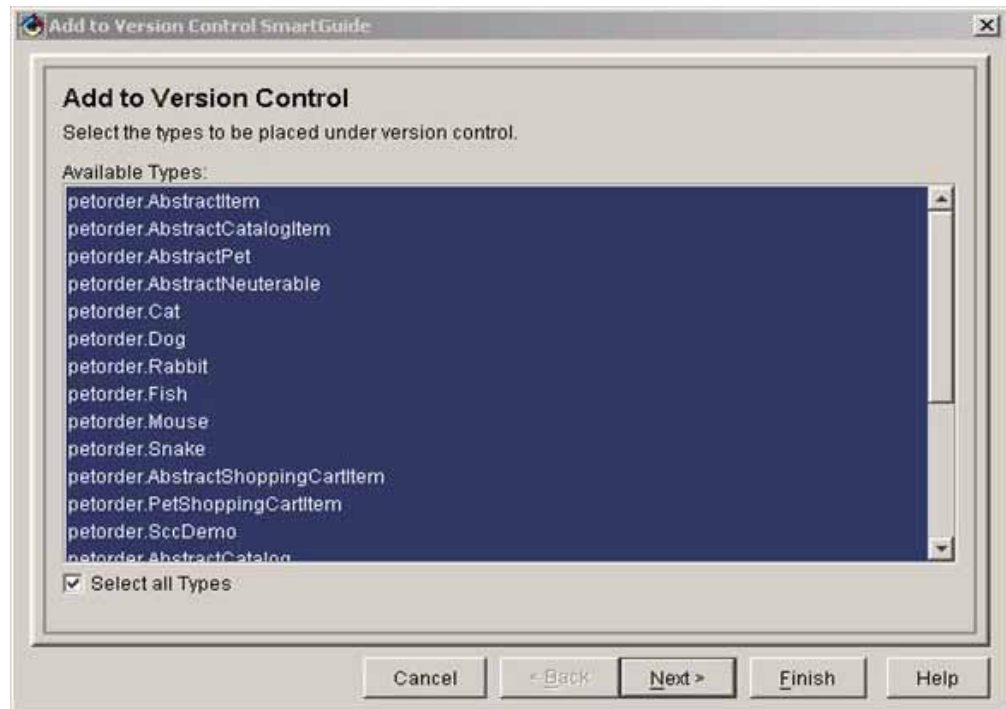 Add to Version Control SmartGuide
Add to Version Control
Select the types to be placed under version control.
Available Types:
petorder.AbstractItem
petorder.AbstractCatalogItem
petorder.AbstractPet
petorder.AbstractNeuterable
petorder.Cat
petorder.Dog
petorder.Rabbit
petorder.Fish
petorder.Mouse
petorder.Snake
petorder.AbstractShoppingCartItem
petorder.PetShoppingCartItem
petorder.SccDemo
petorder.AbstractCatalog
Select all Types
Cancel < Back Next > Finish Help